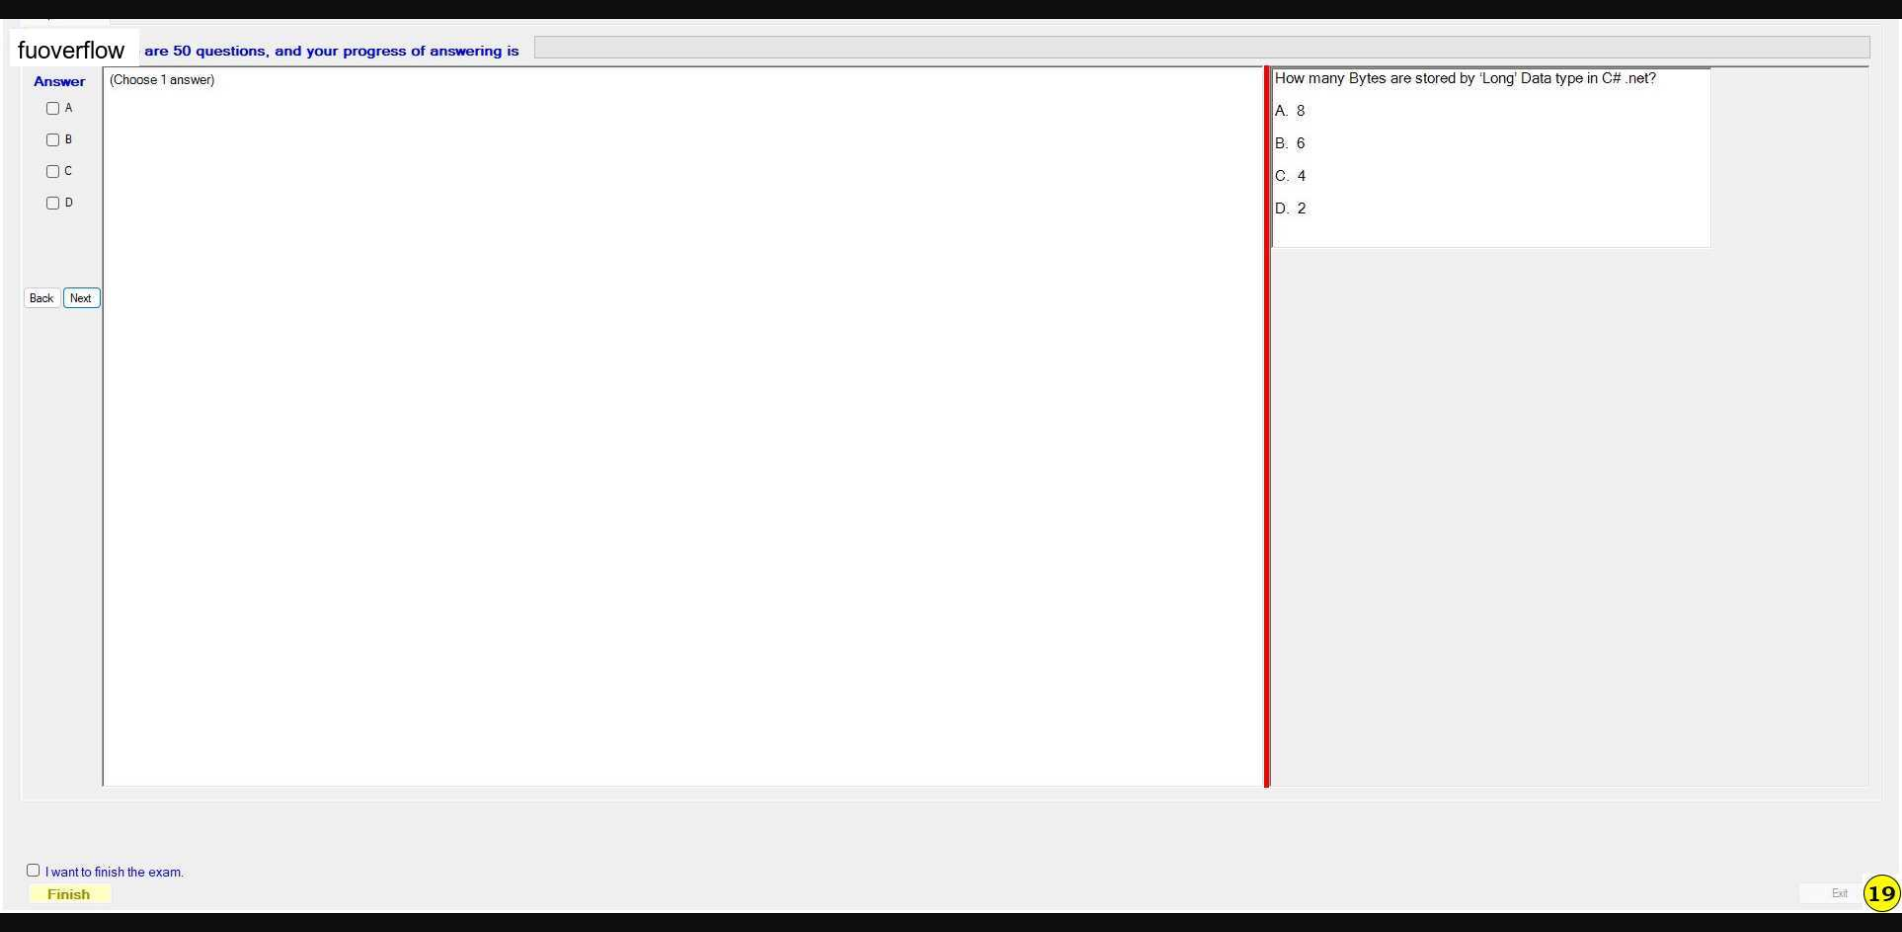 fuoverflow are 50 questions, and your progress of answering is
Answer
(Choose 1 answer)
A
B
C
D
Back Next
How many Bytes are stored by ‘Long’ Data type in C# .net?
A. 8
B. 6
C. 4
D. 2
I want to finish the exam.
Finish
Exit
19